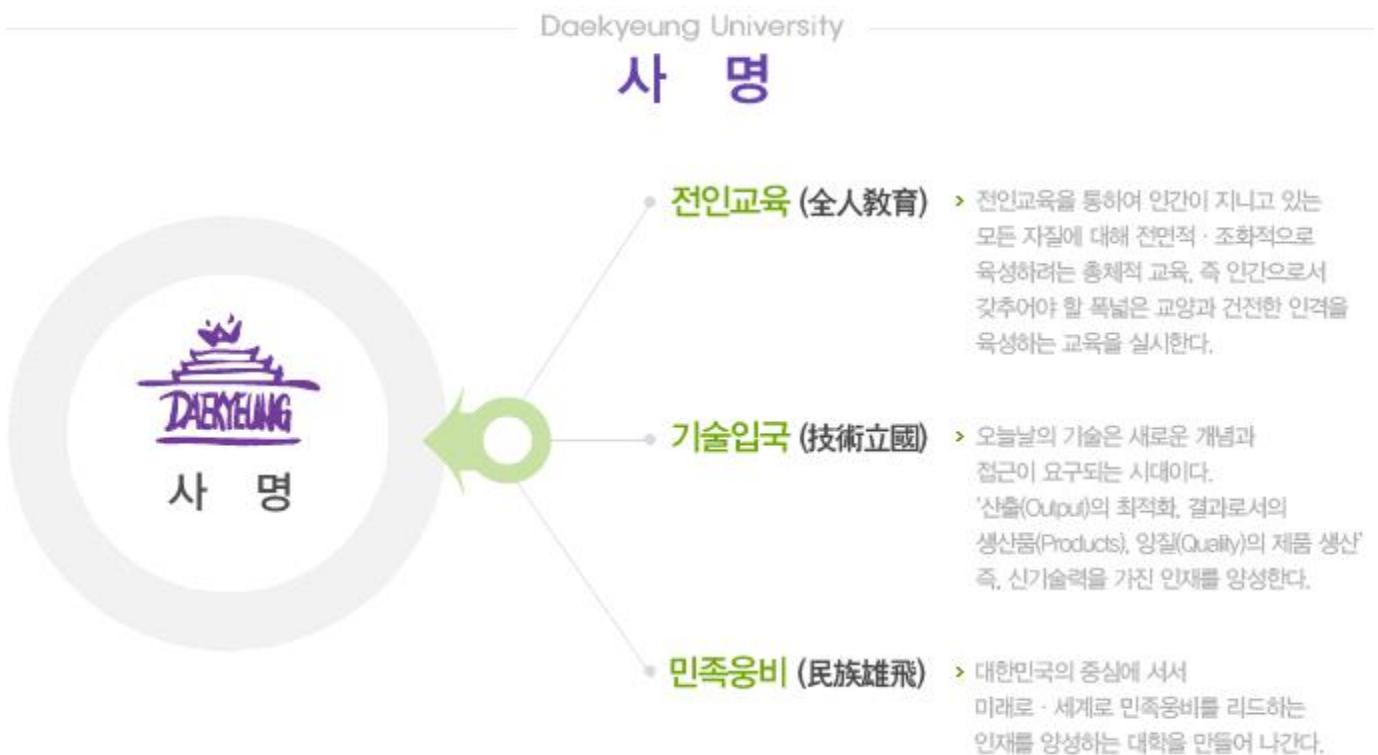 Daekyeung University
사 명
DAEKYEUNG
사 명
전인교육 (全人敎育)
> 전인교육을 통하여 인간이 지니고 있는
모든 자질에 대해 전면적 · 조화적으로
육성하려는 총체적 교육, 즉 인간으로서
갖추어야 할 폭넓은 교양과 건전한 인격을
육성하는 교육을 실시한다.
기술입국 (技術立國)
> 오늘날의 기술은 새로운 개념과
접근이 요구되는 시대이다.
'산출(Output)의 최적화, 결과로서의
생산품(Products), 양질(Quality)의 제품 생산'
즉, 신기술력을 가진 인재를 양성한다.
민족웅비 (民族雄飛)
> 대한민국의 중심에 서서
미래로 · 세계로 민족웅비를 리드하는
인재를 양성하는 대학을 만들어 나간다.